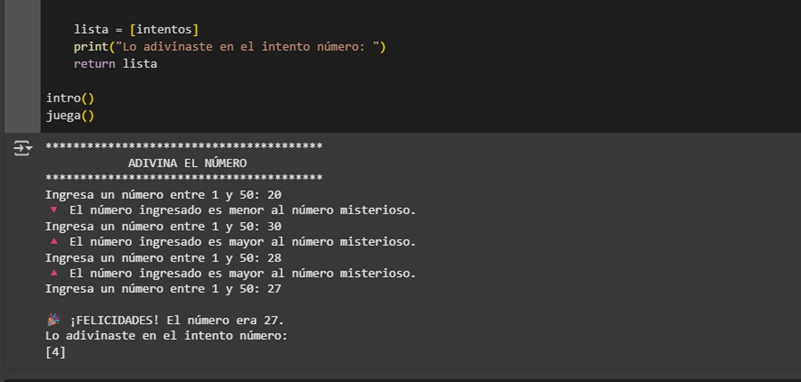 lista = [intentos]
print("Lo adivinaste en el intento número: ")
return lista
intro()
juega()
****************************************
ADIVINA EL NÚMERO
****************************************
Ingresa un número entre 1 y 50: 20
🔻 El número ingresado es menor al número misterioso.
Ingresa un número entre 1 y 50: 30
🔺 El número ingresado es mayor al número misterioso.
Ingresa un número entre 1 y 50: 28
🔺 El número ingresado es mayor al número misterioso.
Ingresa un número entre 1 y 50: 27
🎉 ¡FELICIDADES! El número era 27.
Lo adivinaste en el intento número:
[4]